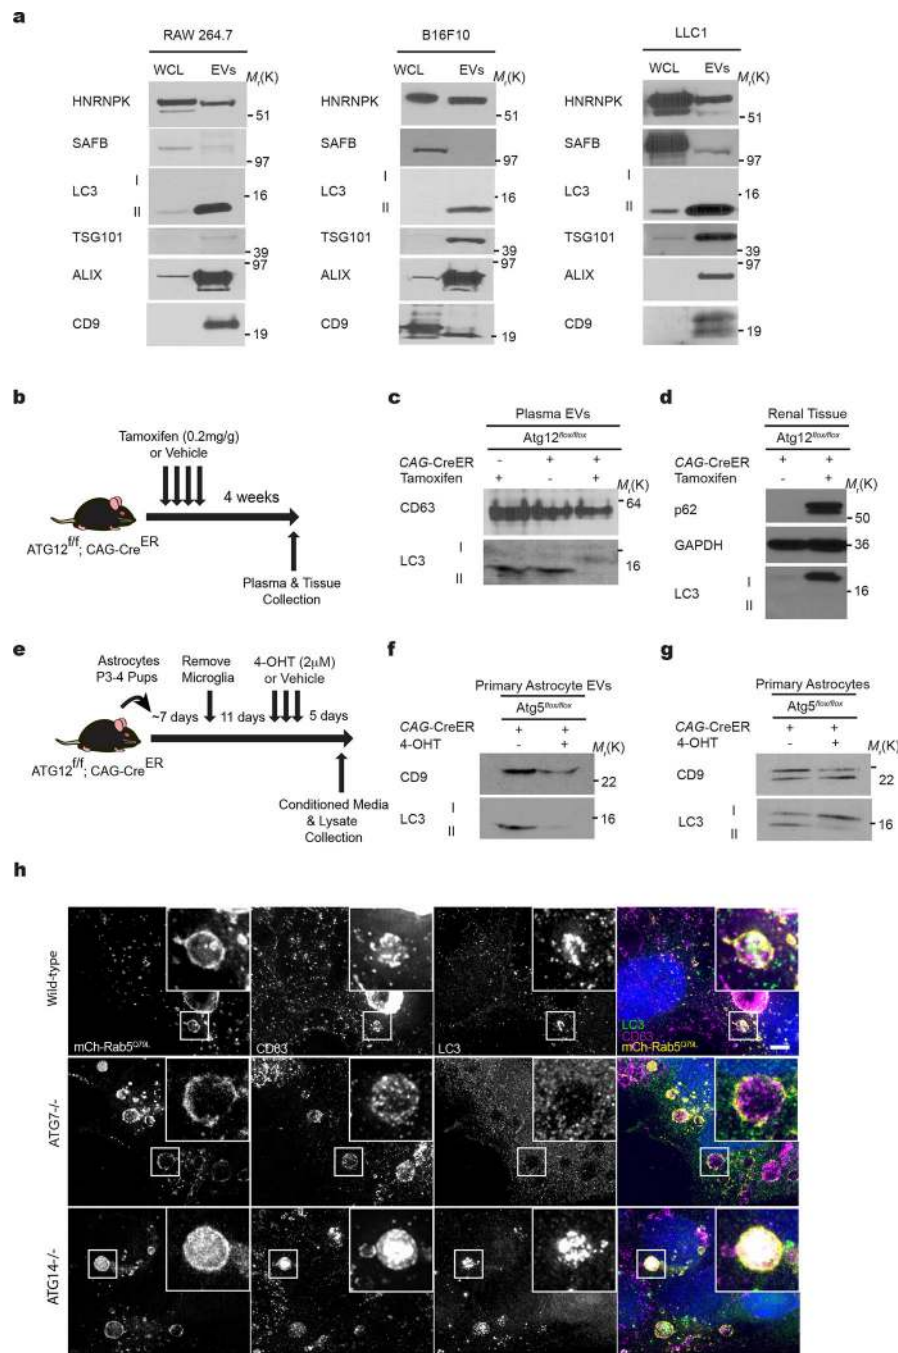 a
RAW 264.7
WCL EVs Mr(K)
HNRNPK
51
SAFB
97
LC3 I II
16
TSG101
39
ALIX
97
CD9
19
B16F10
WCL EVs Mr(K)
HNRNPK
51
SAFB
97
LC3 I II
16
TSG101
39
ALIX
97
CD9
19
LLC1
WCL EVs Mr(K)
HNRNPK
51
SAFB
97
LC3 I II
16
TSG101
39
ALIX
97
CD9
19
b
Tamoxifen (0.2mg/g)
or Vehicle
4 weeks
ATG12f/f; CAG-CreER
Plasma & Tissue
Collection
c
Plasma EVs
Atg12flox/flox
CAG-CreER - + +
Tamoxifen + - +
Mr(K)
CD63
64
LC3 I II
16
d
Renal Tissue
Atg12flox/flox
CAG-CreER + +
Tamoxifen - +
Mr(K)
p62
50
GAPDH
36
LC3 I II
16
e
Astrocytes
P3-4 Pups
Remove
Microglia
4-OHT (2μM)
or Vehicle
~7 days
11 days
5 days
ATG12f/f; CAG-CreER
Conditioned Media
& Lysate
Collection
f
Primary Astrocyte EVs
Atg5flox/flox
CAG-CreER + +
4-OHT - +
Mr(K)
CD9
22
LC3 I II
16
g
Primary Astrocytes
Atg5flox/flox
CAG-CreER + +
4-OHT - +
Mr(K)
CD9
22
LC3 I II
16
h
Wild-type
mCh-Rab5Q79L
CD63
LC3
LC3
CD63
mCh-Rab5Q79L
ATG7-/-
ATG14-/-